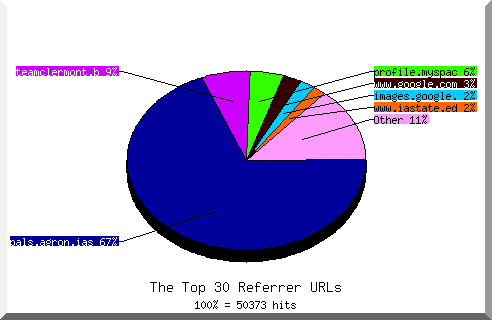 teamclermont.b 9%
profile.myspac 6%
www.google.com 3%
images.google. 2%
www.iastate.ed 2%
Other 11%
pals.agron.ias 67%
The Top 30 Referrer URLs
100% = 50373 hits